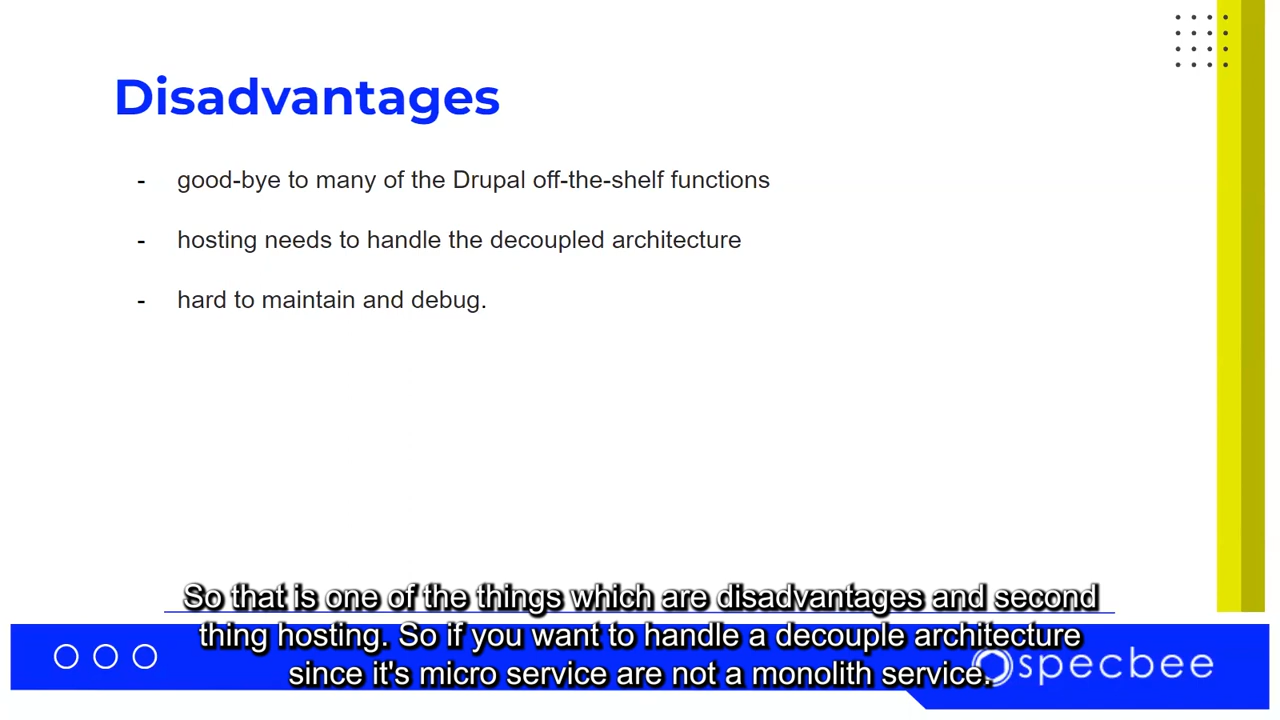 Disadvantages
- good-bye to many of the Drupal off-the-shelf functions
- hosting needs to handle the decoupled architecture
- hard to maintain and debug.
So that is one of the things which are disadvantages and second
thing hosting. So if you want to handle a decouple architecture
since it's micro service are not a monolith service.
specbee